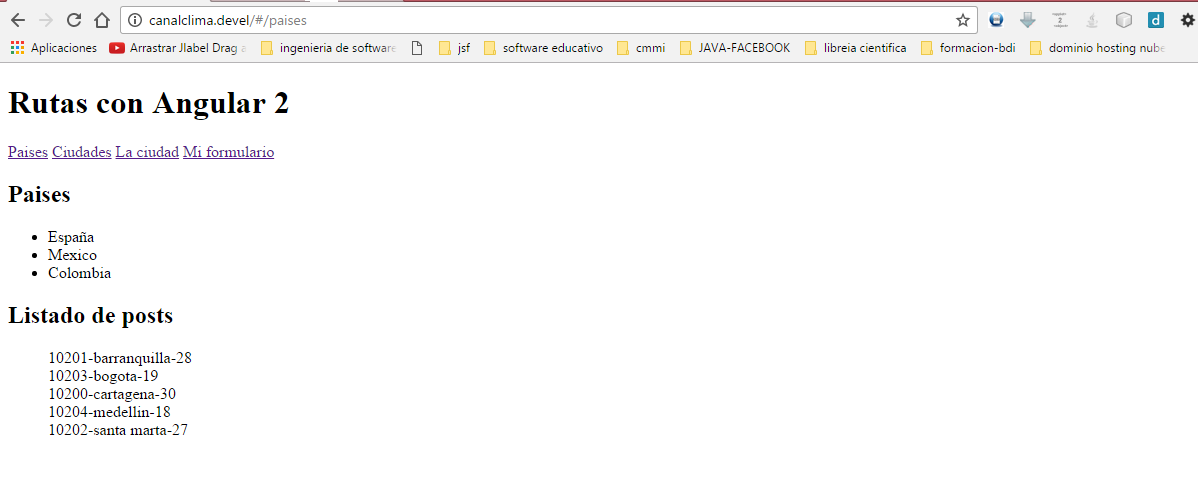 canalclima.devel/#/paises
Aplicaciones Arrastrar Jlabel Drag a ingenieria de software jsf software educativo cmmi JAVA-FACEBOOK libreia cientifica formacion-bdi dominio hosting nube
Rutas con Angular 2
Paises Ciudades La ciudad Mi formulario
Paises
España
Mexico
Colombia
Listado de posts
10201-barranquilla-28
10203-bogota-19
10200-cartagena-30
10204-medellin-18
10202-santa marta-27